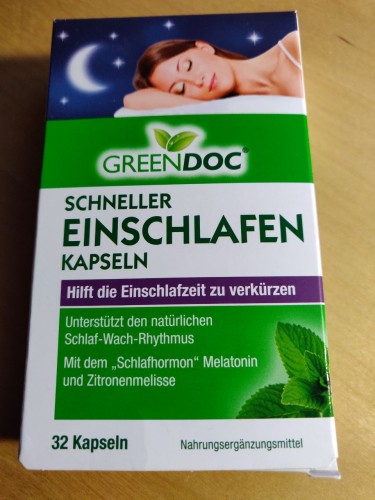 GREENDOC®
SCHNELLER
EINSCHLAFEN
KAPSELN
Hilft die Einschlafzeit zu verkürzen
Unterstützt den natürlichen
Schlaf-Wach-Rhythmus
Mit dem „Schlafhormon“ Melatonin
und Zitronenmelisse
32 Kapseln
Nahrungsergänzungsmittel